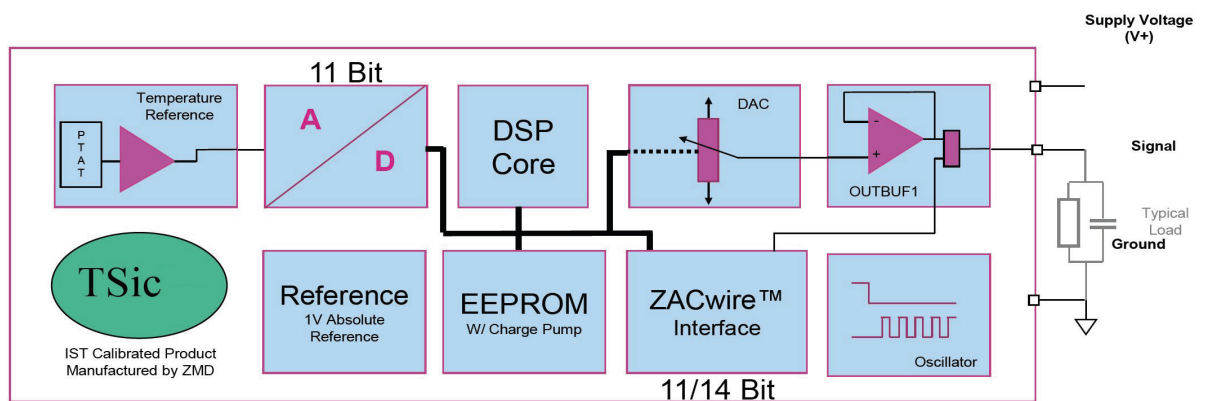 Supply Voltage
(V+)
11 Bit
Temperature
Reference
P
T
A
T
A
D
DSP
Core
DAC
-
+
OUTBUF1
Signal
Typical
Load
Ground
TSic
IST Calibrated Product
Manufactured by ZMD
Reference
1V Absolute
Reference
EEPROM
W/ Charge Pump
ZACwire™
Interface
Oscillator
11/14 Bit